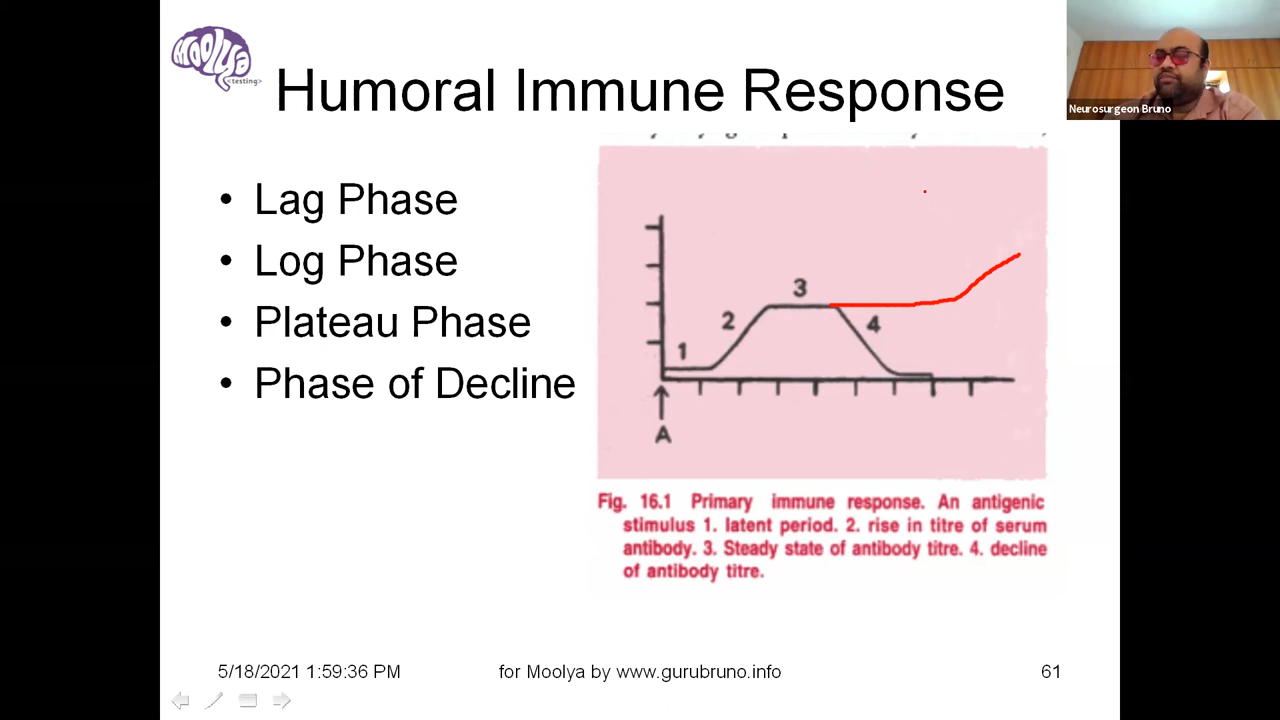 Moolya
<testing>
Humoral Immune Response
Neurosurgeon Bruno
• Lag Phase
• Log Phase
• Plateau Phase
• Phase of Decline
1
2
3
4
A
Fig. 16.1 Primary immune response. An antigenic
stimulus 1. latent period. 2. rise in titre of serum
antibody. 3. Steady state of antibody titre. 4. decline
of antibody titre.
5/18/2021 1:59:36 PM
for Moolya by www.gurubruno.info
61